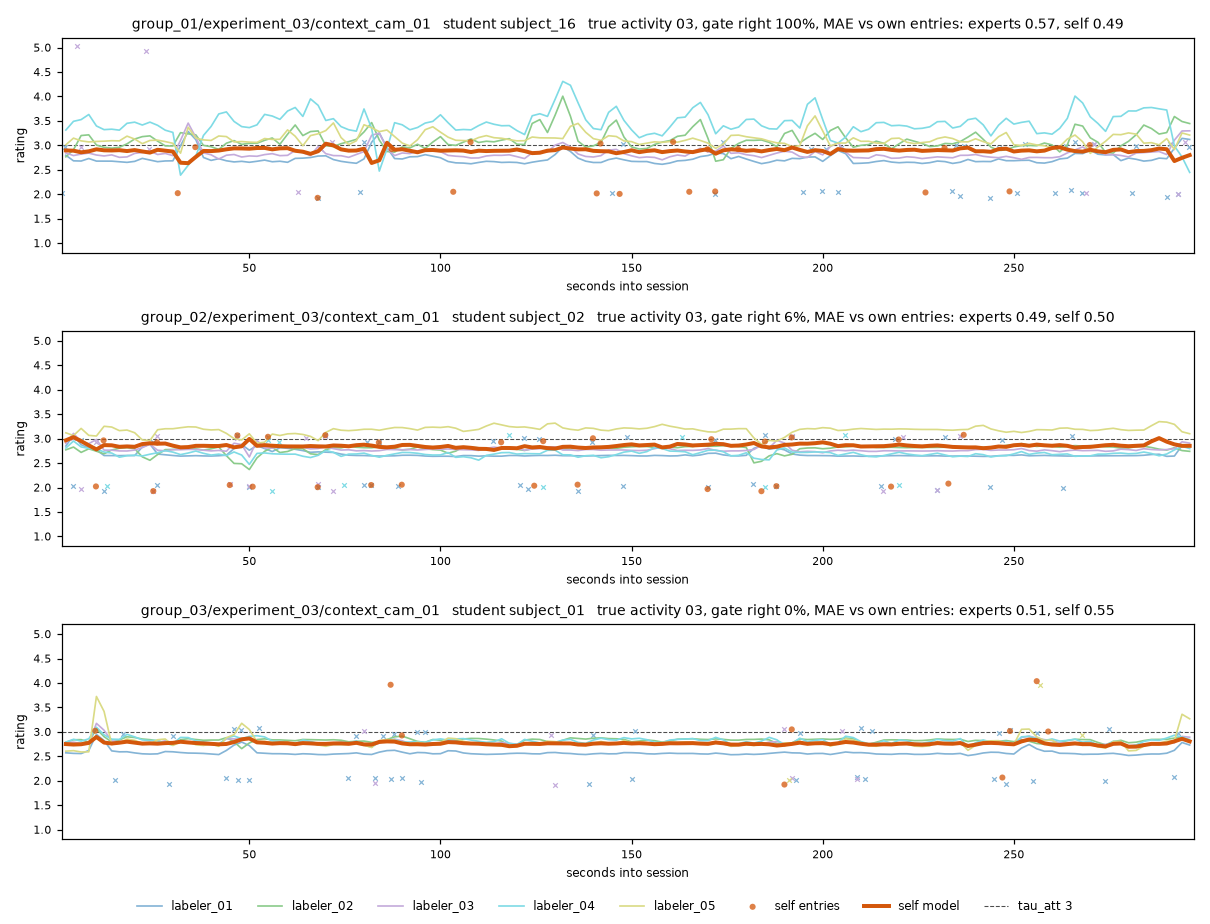 group_01/experiment_03/context_cam_01 student subject_16 true activity 03, gate right 100%, MAE vs own entries: experts 0.57, self 0.49
5.0
4.5
4.0
3.5
3.0
2.5
2.0
1.5
1.0
rating
50 100 150 200 250
seconds into session
group_02/experiment_03/context_cam_01 student subject_02 true activity 03, gate right 6%, MAE vs own entries: experts 0.49, self 0.50
5.0
4.5
4.0
3.5
3.0
2.5
2.0
1.5
1.0
rating
50 100 150 200 250
seconds into session
group_03/experiment_03/context_cam_01 student subject_01 true activity 03, gate right 0%, MAE vs own entries: experts 0.51, self 0.55
5.0
4.5
4.0
3.5
3.0
2.5
2.0
1.5
1.0
rating
50 100 150 200 250
seconds into session
labeler_01 labeler_02 labeler_03 labeler_04 labeler_05 self entries self model tau_att 3